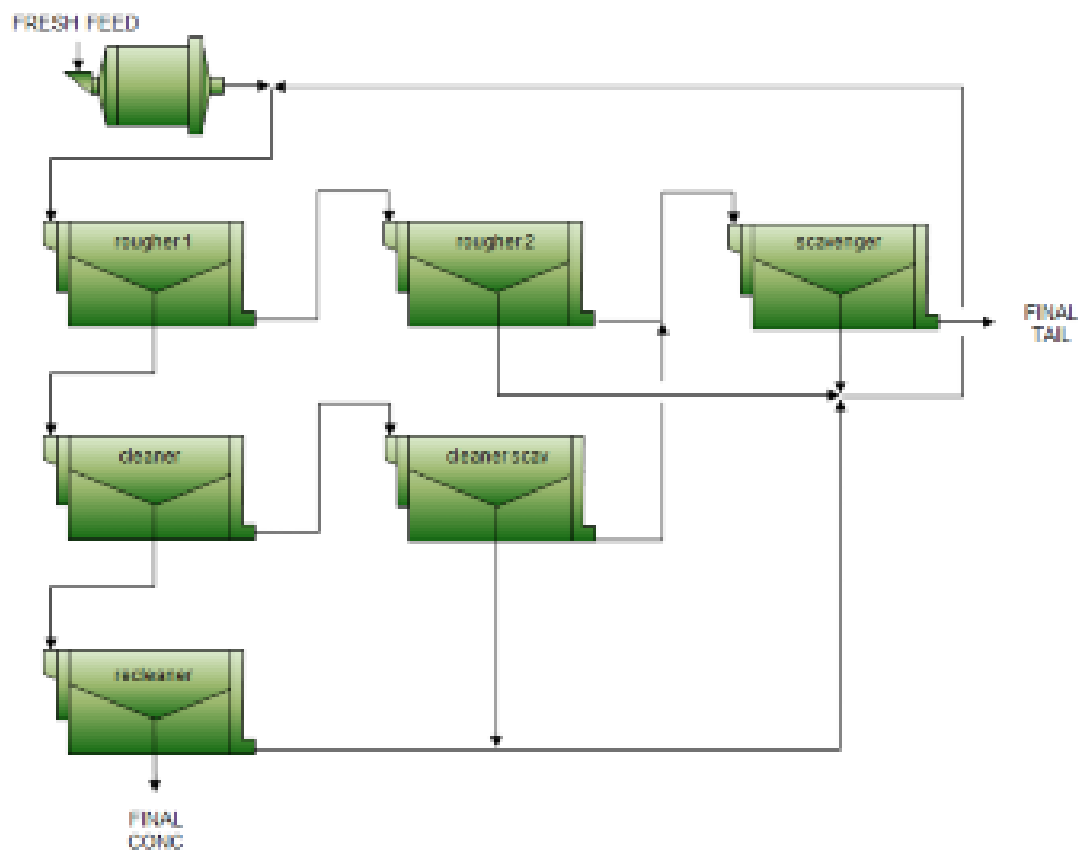 FRESH FEED
rougher 1
rougher 2
scavenger
FINAL
TAIL
cleaner
cleaner scav
recleaner
FINAL
CONC